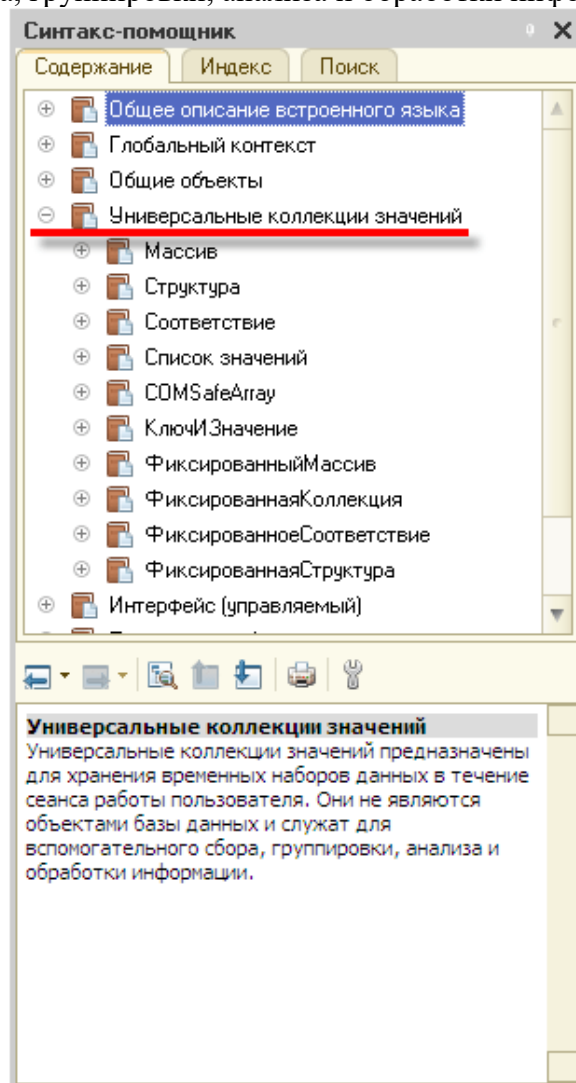 Синтакс-помощник
Содержание Индекс Поиск
Общее описание встроенного языка
Глобальный контекст
Общие объекты
Универсальные коллекции значений
Массив
Структура
Соответствие
Список значений
COMSafeArray
КлючИЗначение
ФиксированныйМассив
ФиксированнаяКоллекция
ФиксированноеСоответствие
ФиксированнаяСтруктура
Интерфейс (управляемый)
Универсальные коллекции значений
Универсальные коллекции значений предназначены
для хранения временных наборов данных в течение
сеанса работы пользователя. Они не являются
объектами базы данных и служат для
вспомогательного сбора, группировки, анализа и
обработки информации.